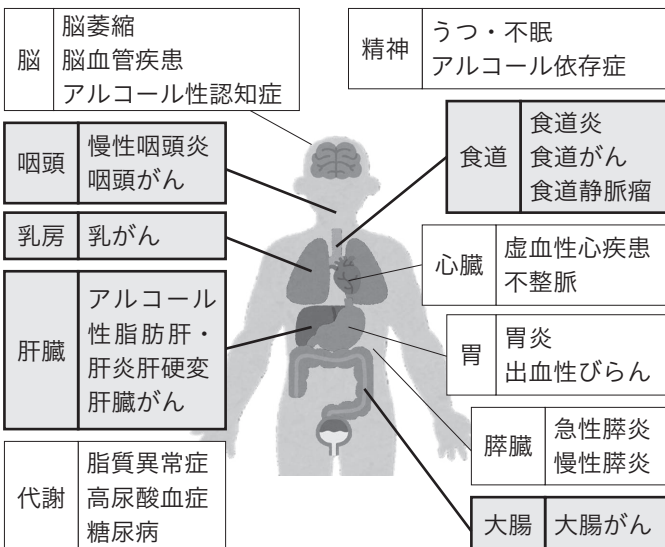 脳
脳萎縮
脳血管疾患
アルコール性認知症
精神
うつ・不眠
アルコール依存症
咽頭
慢性咽頭炎
咽頭がん
食道
食道炎
食道がん
食道静脈瘤
乳房
乳がん
心臓
虚血性心疾患
不整脈
肝臓
アルコール
性脂肪肝・
肝炎肝硬変
肝臓がん
胃
胃炎
出血性びらん
膵臓
急性膵炎
慢性膵炎
代謝
脂質異常症
高尿酸血症
糖尿病
大腸
大腸がん